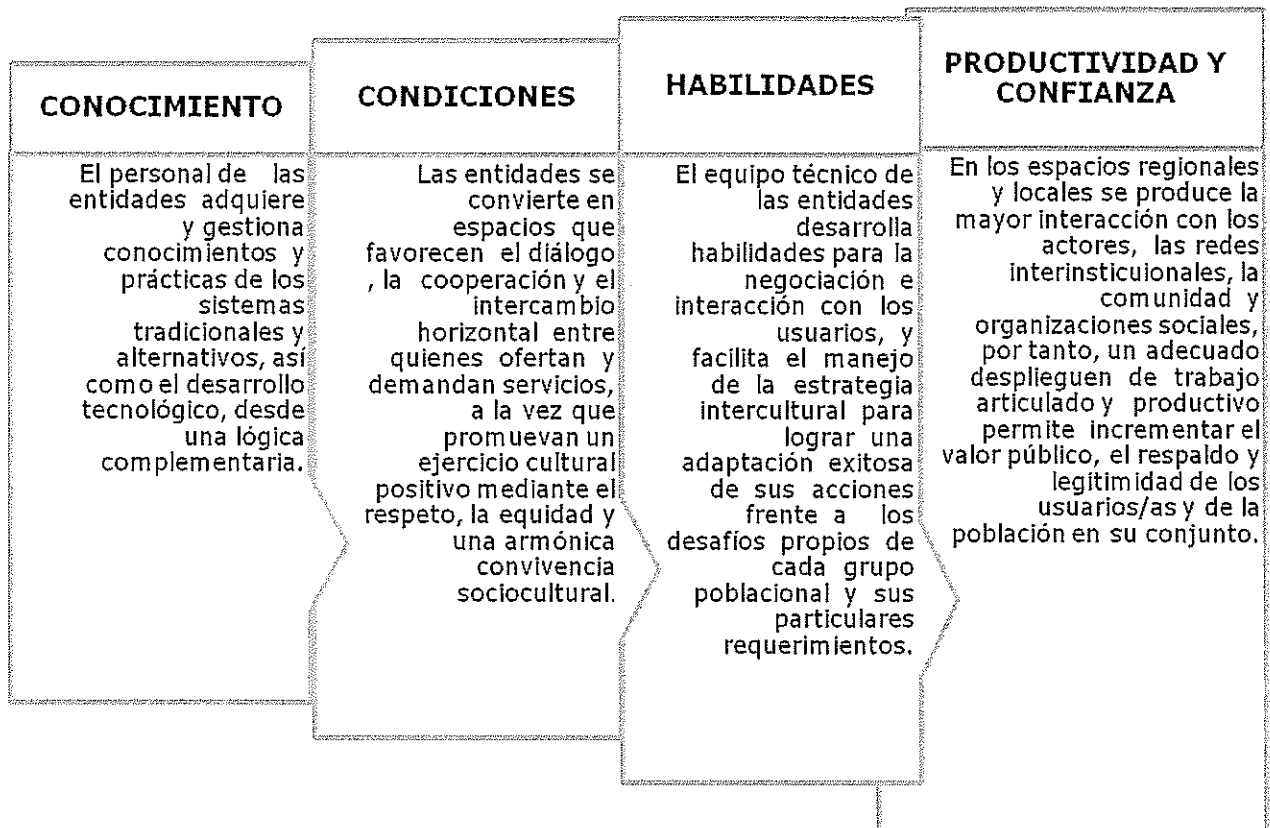 CONOCIMIENTO
El personal de las
entidades adquiere
y gestiona
conocimientos y
prácticas de los
sistemas
tradicionales y
alternativos, así
como el desarrollo
tecnológico, desde
una lógica
complementaria.
CONDICIONES
Las entidades se
convierte en
espacios que
favorecen el diálogo
, la cooperación y el
intercambio
horizontal entre
quienes ofertan y
demandan servicios,
a la vez que
promuevan un
ejercicio cultural
positivo mediante el
respeto, la equidad y
una armónica
convivencia
sociocultural.
HABILIDADES
El equipo técnico de
las entidades
desarrolla
habilidades para la
negociación e
interacción con los
usuarios, y
facilita el manejo
de la estrategia
intercultural para
lograr una
adaptación exitosa
de sus acciones
frente a los
desafíos propios de
cada grupo
poblacional y sus
particulares
requerimientos.
PRODUCTIVIDAD Y
CONFIANZA
En los espacios regionales
y locales se produce la
mayor interacción con los
actores, las redes
interinsticuionales, la
comunidad y
organizaciones sociales,
por tanto, un adecuado
desplieguen de trabajo
articulado y productivo
permite incrementar el
valor público, el respaldo y
legitimidad de los
usuarios/as y de la
población en su conjunto.